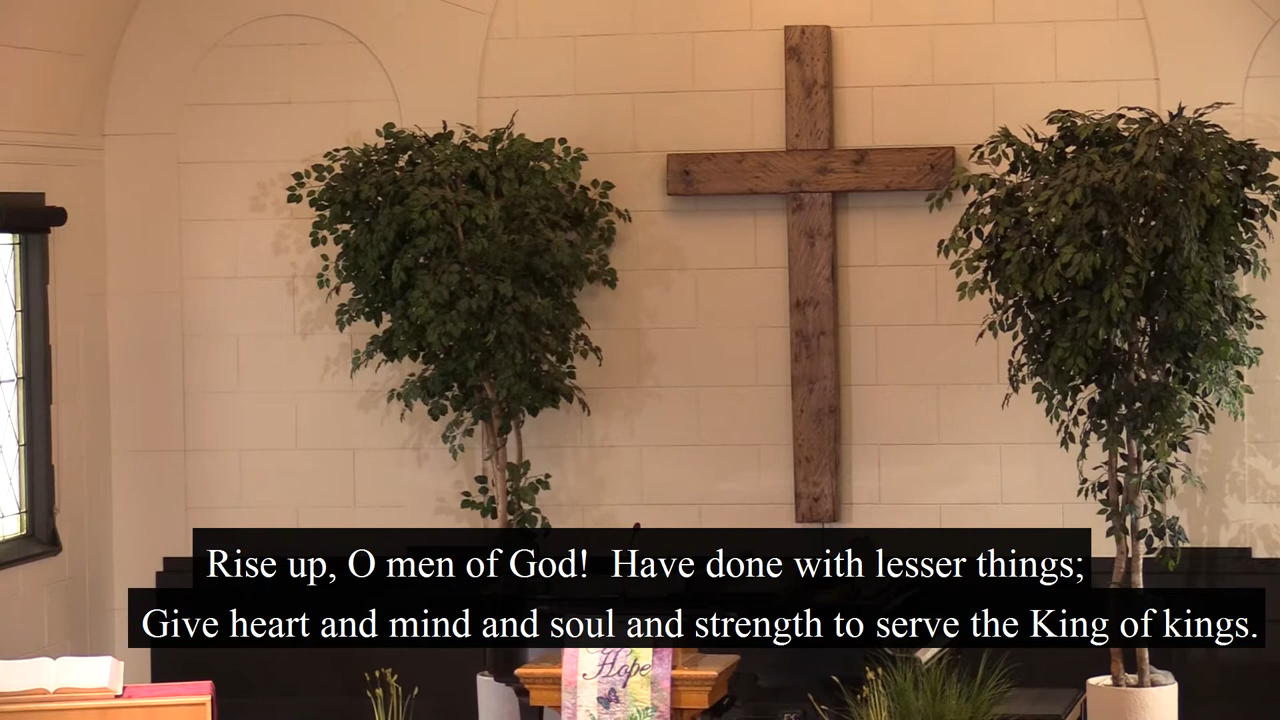 Rise up, O men of God!  Have done with lesser things;
Give heart and mind and soul and strength to serve the King of kings.
Hope